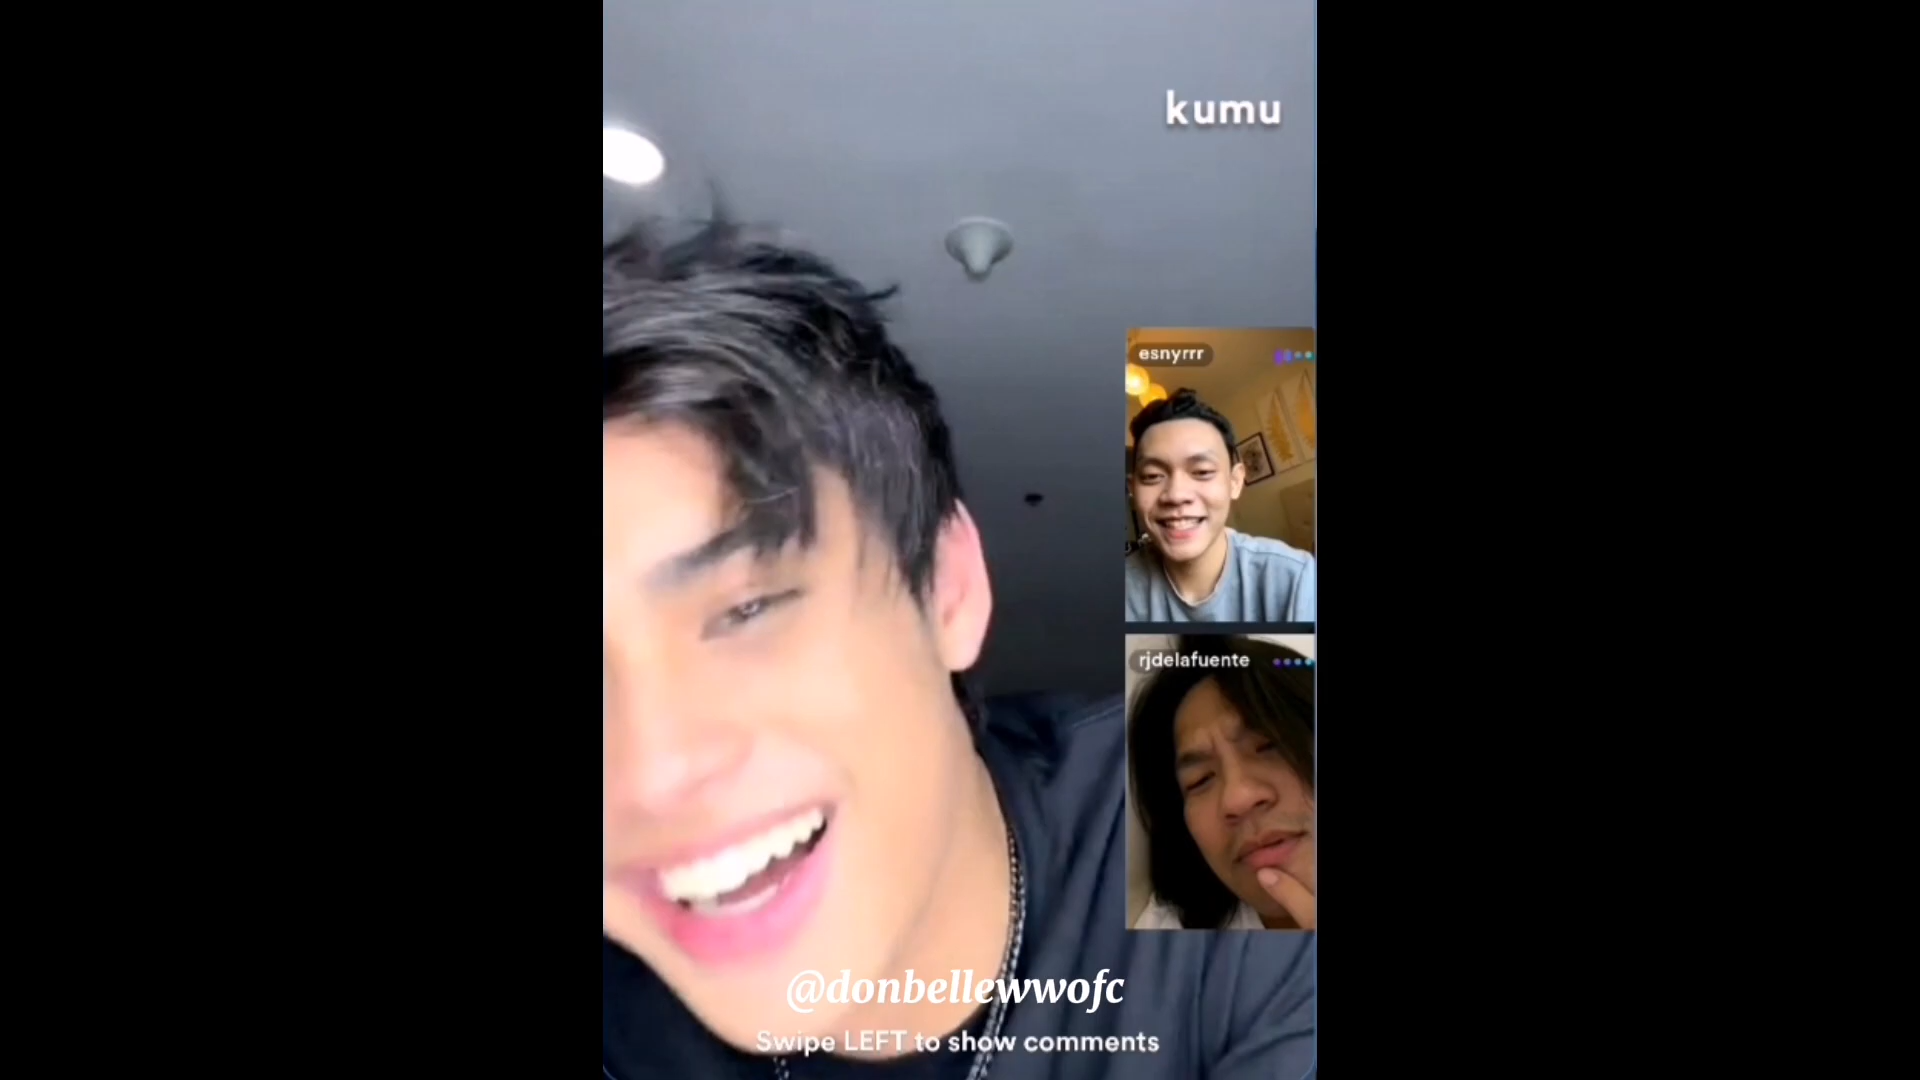 kumu
esnyrrr
rjdelafuente
@donbellewwofc
Swipe LEFT to show comments